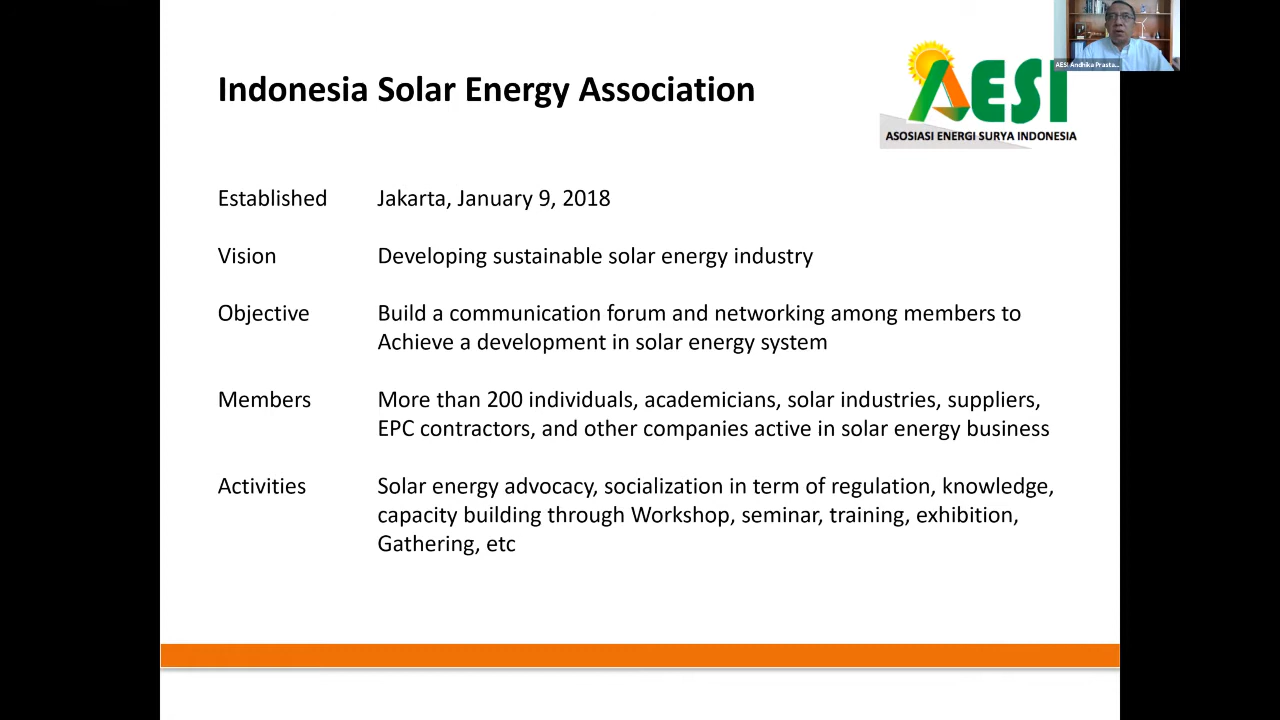 Indonesia Solar Energy Association
AESI
ASOSIASI ENERGI SURYA INDONESIA
AESI Andhika Prasta...
Established Jakarta, January 9, 2018
Vision Developing sustainable solar energy industry
Objective Build a communication forum and networking among members to
Achieve a development in solar energy system
Members More than 200 individuals, academicians, solar industries, suppliers,
EPC contractors, and other companies active in solar energy business
Activities Solar energy advocacy, socialization in term of regulation, knowledge,
capacity building through Workshop, seminar, training, exhibition,
Gathering, etc